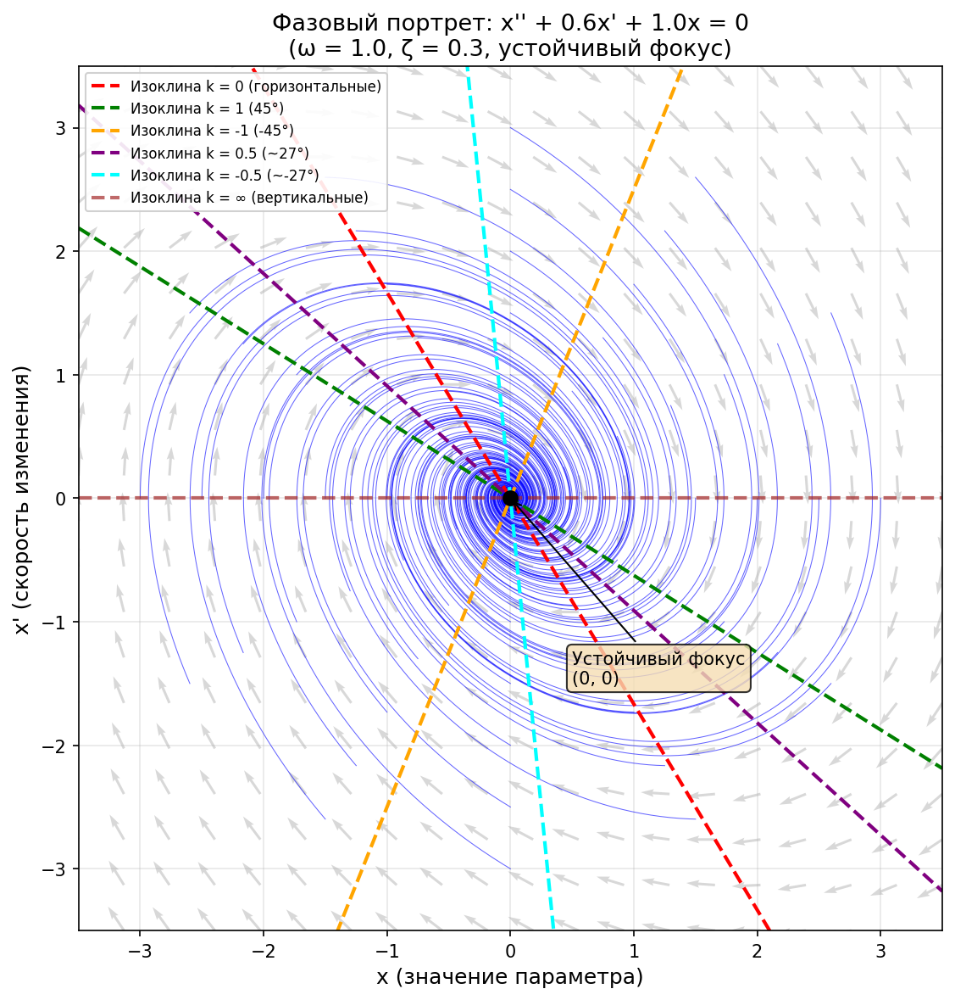 Фазовый портрет: x'' + 0.6x' + 1.0x = 0
(ω = 1.0, ζ = 0.3, устойчивый фокус)
Изоклина k = 0 (горизонтальные)
Изоклина k = 1 (45°)
Изоклина k = -1 (-45°)
Изоклина k = 0.5 (~27°)
Изоклина k = -0.5 (~-27°)
Изоклина k = ∞ (вертикальные)
3
2
1
0
−1
−2
−3
x' (скорость изменения)
Устойчивый фокус
(0, 0)
−3 −2 −1 0 1 2 3
x (значение параметра)